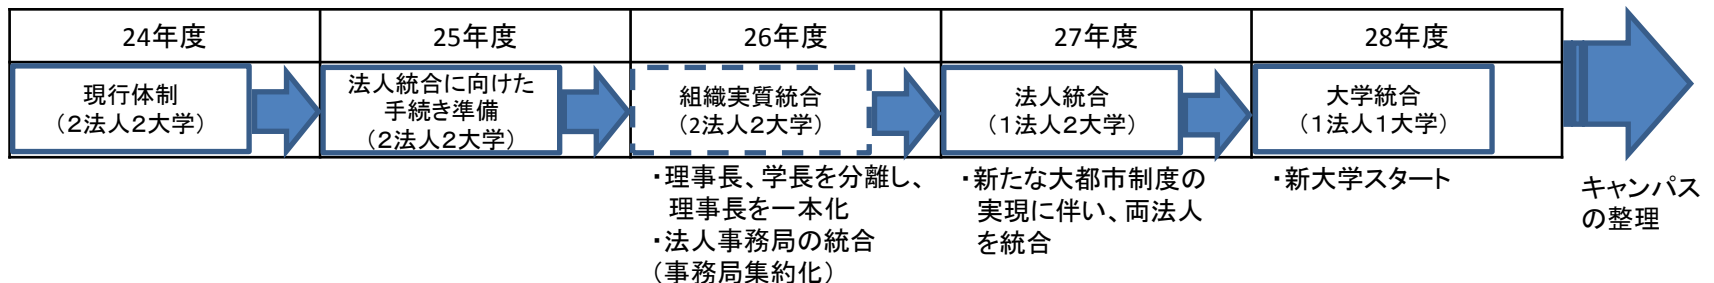 24年度
25年度
26年度
27年度
28年度
現行体制
（２法人２大学）
法人統合に向けた
手続き準備
（２法人２大学）
組織実質統合
（2法人２大学）
法人統合
（１法人２大学）
大学統合
（１法人１大学）
・理事長、学長を分離し、
理事長を一本化
・法人事務局の統合
（事務局集約化）
・新たな大都市制度の
実現に伴い、両法人
を統合
・新大学スタート
キャンパス
の整理